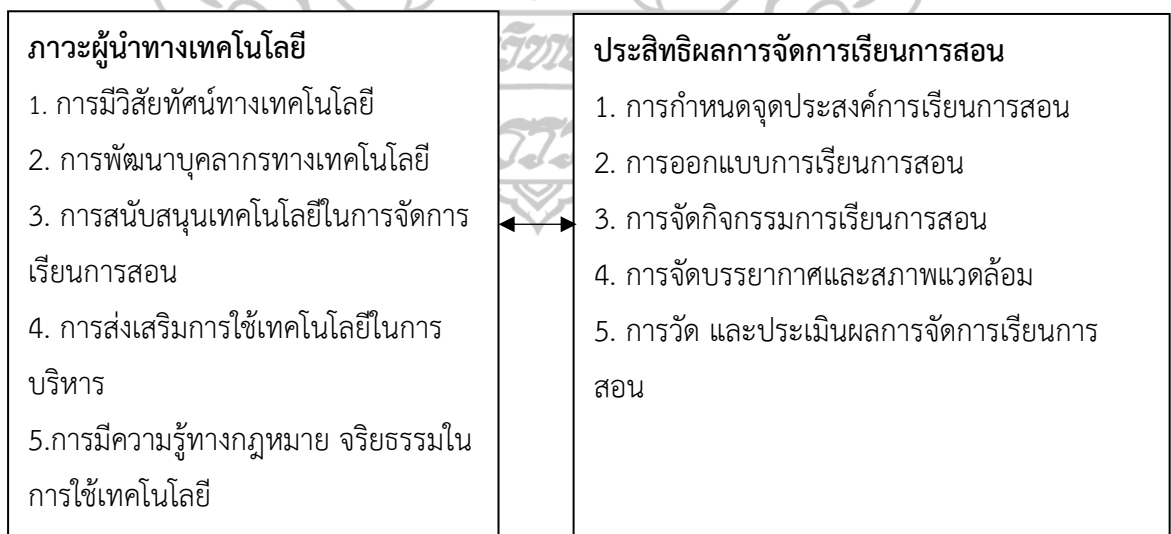 ภาวะผู้นำทางเทคโนโลยี
1. การมีวิสัยทัศน์ทางเทคโนโลยี
2. การพัฒนาบุคลากรทางเทคโนโลยี
3. การสนับสนุนเทคโนโลยีในการจัดการ
เรียนการสอน
4. การส่งเสริมการใช้เทคโนโลยีในการ
บริหาร
5.การมีความรู้ทางกฎหมาย จริยธรรมใน
การใช้เทคโนโลยี
ประสิทธิผลการจัดการเรียนการสอน
1. การกำหนดจุดประสงค์การเรียนการสอน
2. การออกแบบการเรียนการสอน
3. การจัดกิจกรรมการเรียนการสอน
4. การจัดบรรยากาศและสภาพแวดล้อม
5. การวัด และประเมินผลการจัดการเรียนการ
สอน